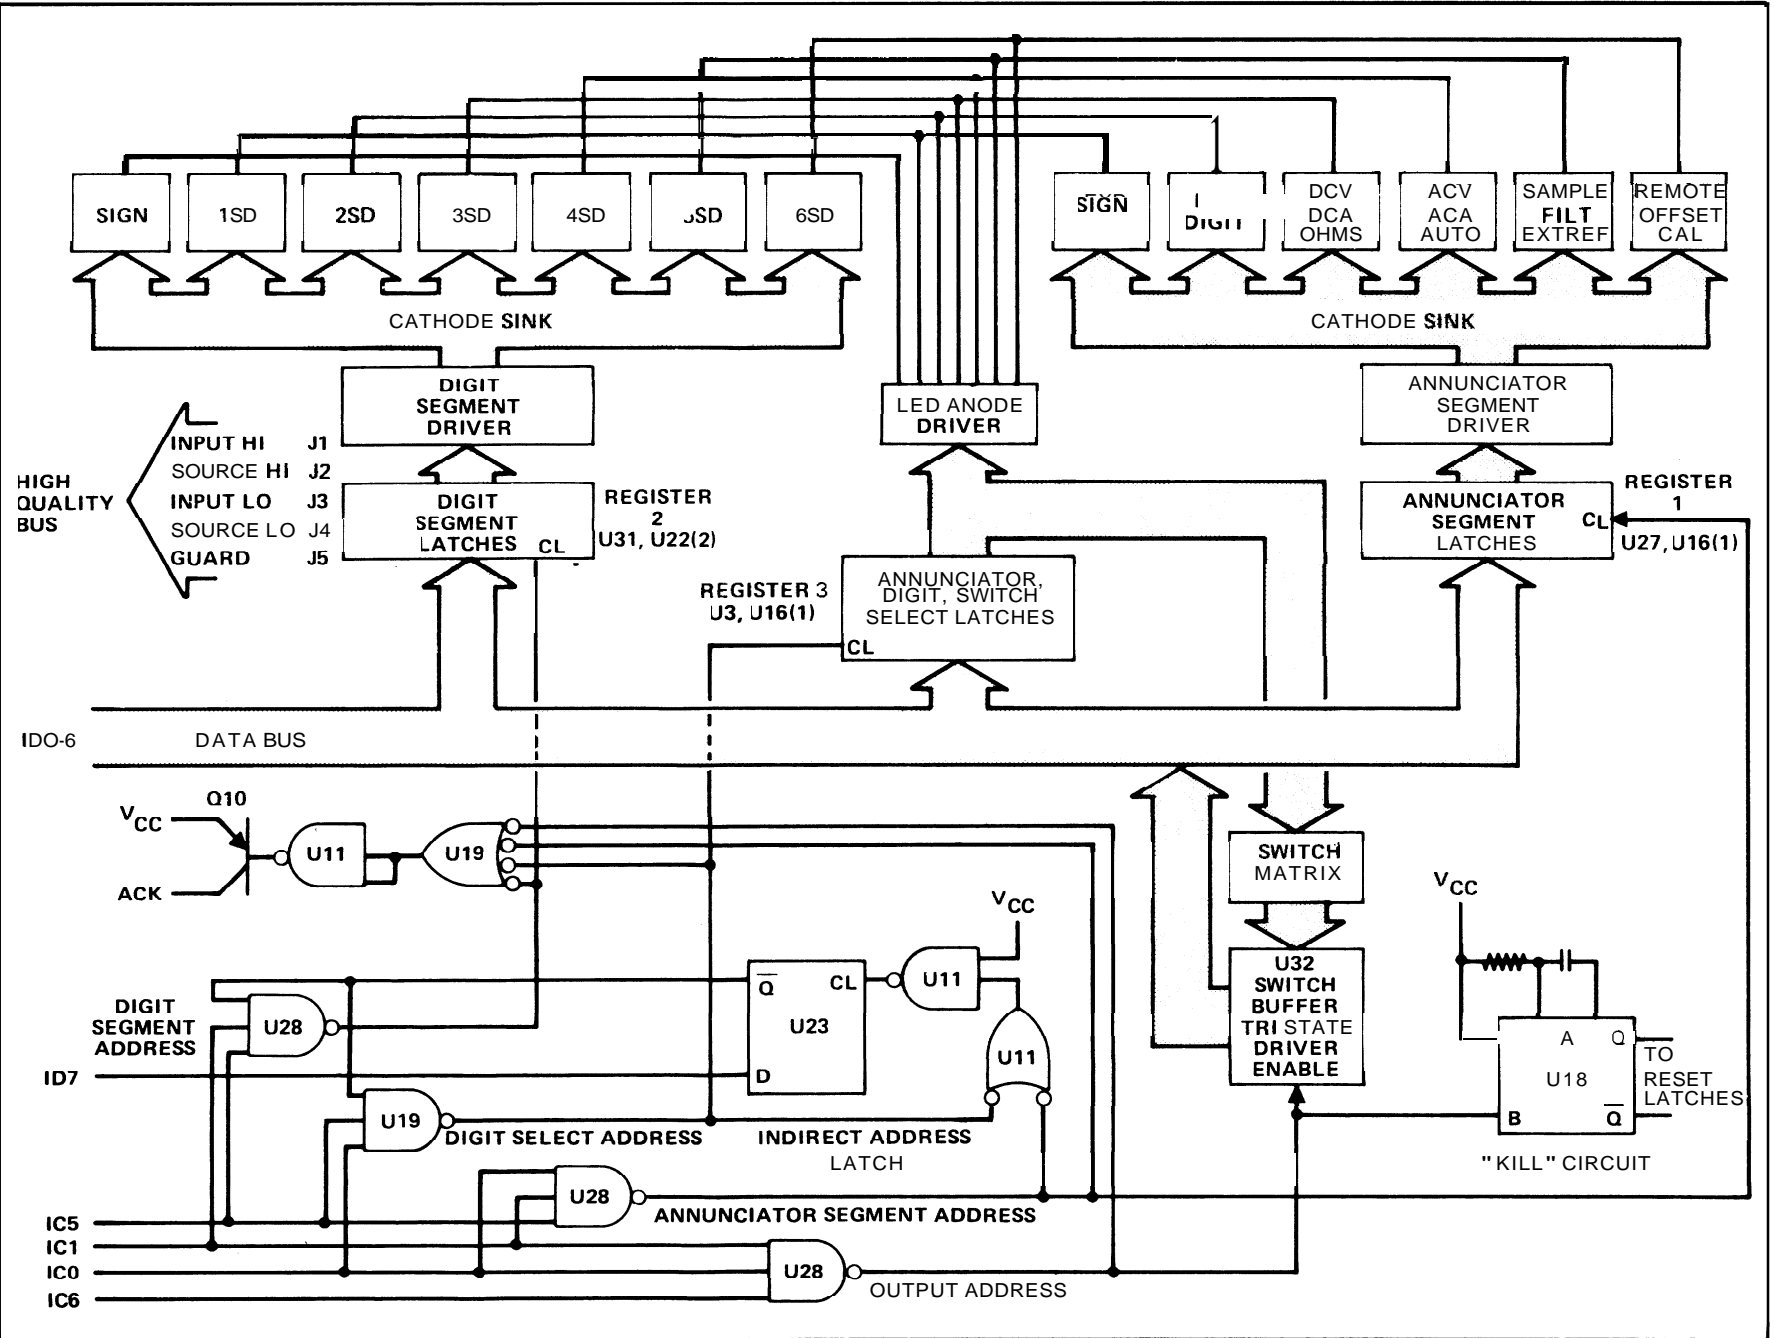 SIGN
1SD
2SD
3SD
4SD
5SD
6SD
SIGN
1
DIGIT
DCV
DCA
OHMS
ACV
ACA
AUTO
SAMPLE
FILT
EXTREF
REMOTE
OFFSET
CAL
CATHODE SINK
CATHODE SINK
DIGIT
SEGMENT
DRIVER
LED ANODE
DRIVER
ANNUNCIATOR
SEGMENT
DRIVER
HIGH
QUALITY
BUS
INPUT HI J1
SOURCE HI J2
INPUT LO J3
SOURCE LO J4
GUARD J5
DIGIT
SEGMENT
LATCHES
CL
REGISTER
2
U31, U22(2)
ANNUNCIATOR
SEGMENT
LATCHES
CL
REGISTER
1
U27, U16(1)
REGISTER 3
U3, U16(1)
ANNUNCIATOR,
DIGIT, SWITCH
SELECT LATCHES
CL
IDO-6
DATA BUS
VCC
Q10
ACK
U11
U19
SWITCH
MATRIX
VCC
VCC
U32
SWITCH
BUFFER
TRI STATE
DRIVER
ENABLE
DIGIT
SEGMENT
ADDRESS
U28
Q
CL
U23
D
U11
U11
ID7
U19
DIGIT SELECT ADDRESS
INDIRECT ADDRESS
LATCH
A
Q
U18
B
Q
TO
RESET
LATCHES
"KILL" CIRCUIT
U28
ANNUNCIATOR SEGMENT ADDRESS
IC5
IC1
IC0
IC6
U28
OUTPUT ADDRESS